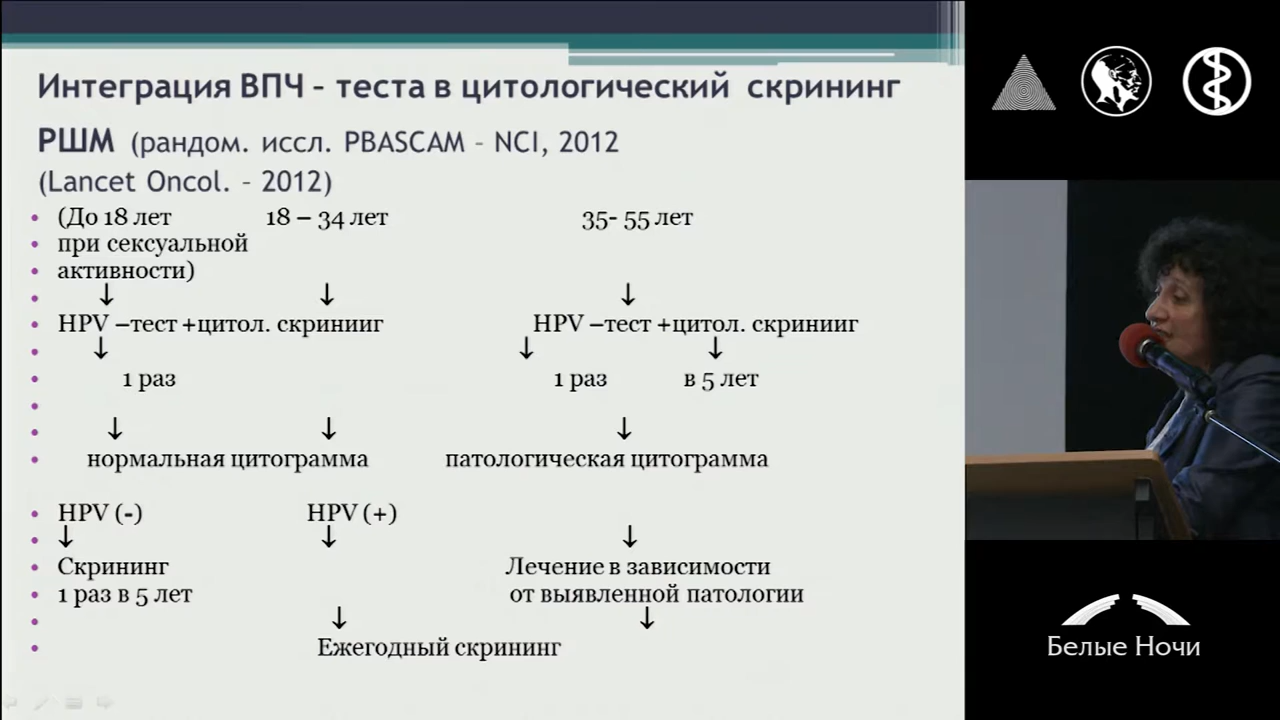 Интеграция ВПЧ – теста в цитологический скрининг
РШМ (рандом. иссл. PBASCAM – NCI, 2012
(Lancet Oncol. – 2012)
• (До 18 лет 18 – 34 лет 35- 55 лет
• при сексуальной
• активности)
• ↓ ↓ ↓
• HPV –тест +цитол. скринииг HPV –тест +цитол. скринииг
• ↓ ↓ ↓
• 1 раз 1 раз в 5 лет
•
• ↓ ↓ ↓
• нормальная цитограмма патологическая цитограмма
• HPV (-) HPV (+)
• ↓ ↓ ↓
• Скрининг Лечение в зависимости
• 1 раз в 5 лет от выявленной патологии
• ↓ ↓
• Ежегодный скрининг
Белые Ночи